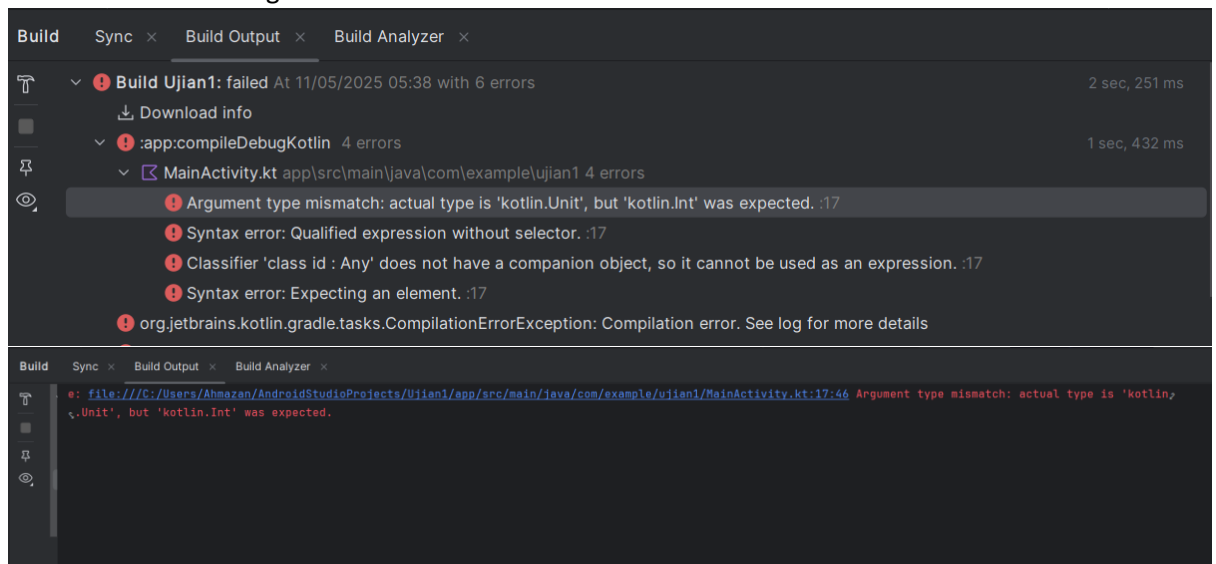 Build Sync × Build Output × Build Analyzer ×
Build Ujian1: failed At 11/05/2025 05:38 with 6 errors 2 sec, 251 ms
Download info
:app:compileDebugKotlin 4 errors 1 sec, 432 ms
MainActivity.kt app\src\main\java\com\example\ujian1 4 errors
Argument type mismatch: actual type is 'kotlin.Unit', but 'kotlin.Int' was expected. :17
Syntax error: Qualified expression without selector. :17
Classifier 'class id : Any' does not have a companion object, so it cannot be used as an expression. :17
Syntax error: Expecting an element. :17
org.jetbrains.kotlin.gradle.tasks.CompilationErrorException: Compilation error. See log for more details
Build Sync × Build Output × Build Analyzer ×
e: file:///C:/Users/Ahmazan/AndroidStudioProjects/Ujian1/app/src/main/java/com/example/ujian1/MainActivity.kt:17:46 Argument type mismatch: actual type is 'kotlin
.Unit', but 'kotlin.Int' was expected.